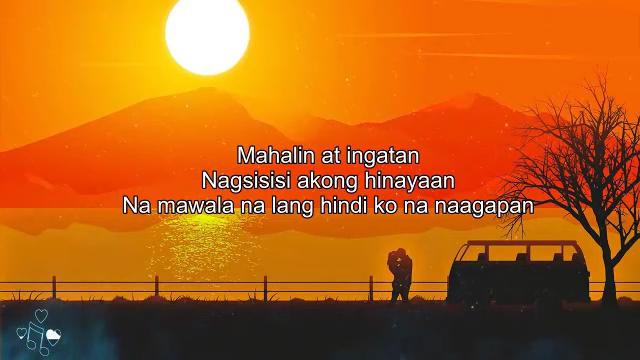 Mahalin at ingatan
Nagsisisi akong hinayaan
Na mawala na lang hindi ko na naagapan